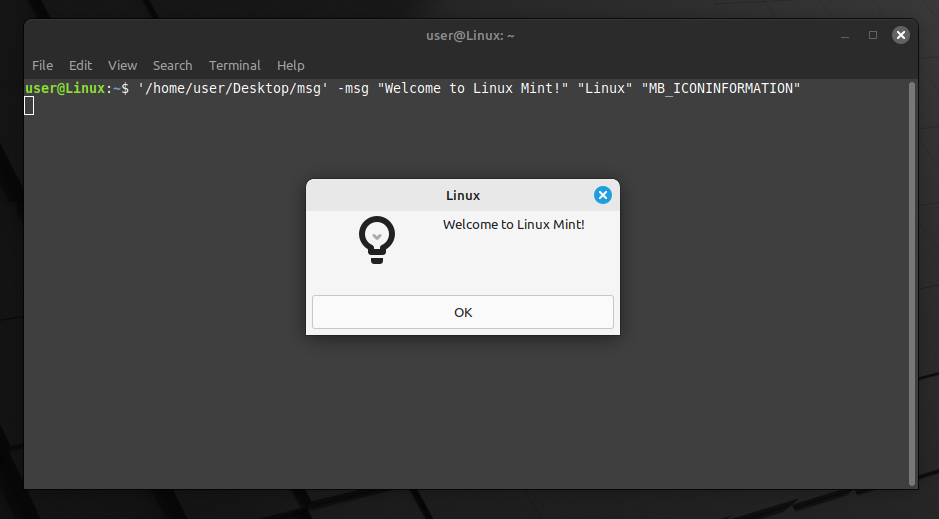 user@Linux: ~
File Edit View Search Terminal Help
user@Linux:~$ '/home/user/Desktop/msg' -msg "Welcome to Linux Mint!" "Linux" "MB_ICONINFORMATION"
Linux
Welcome to Linux Mint!
OK